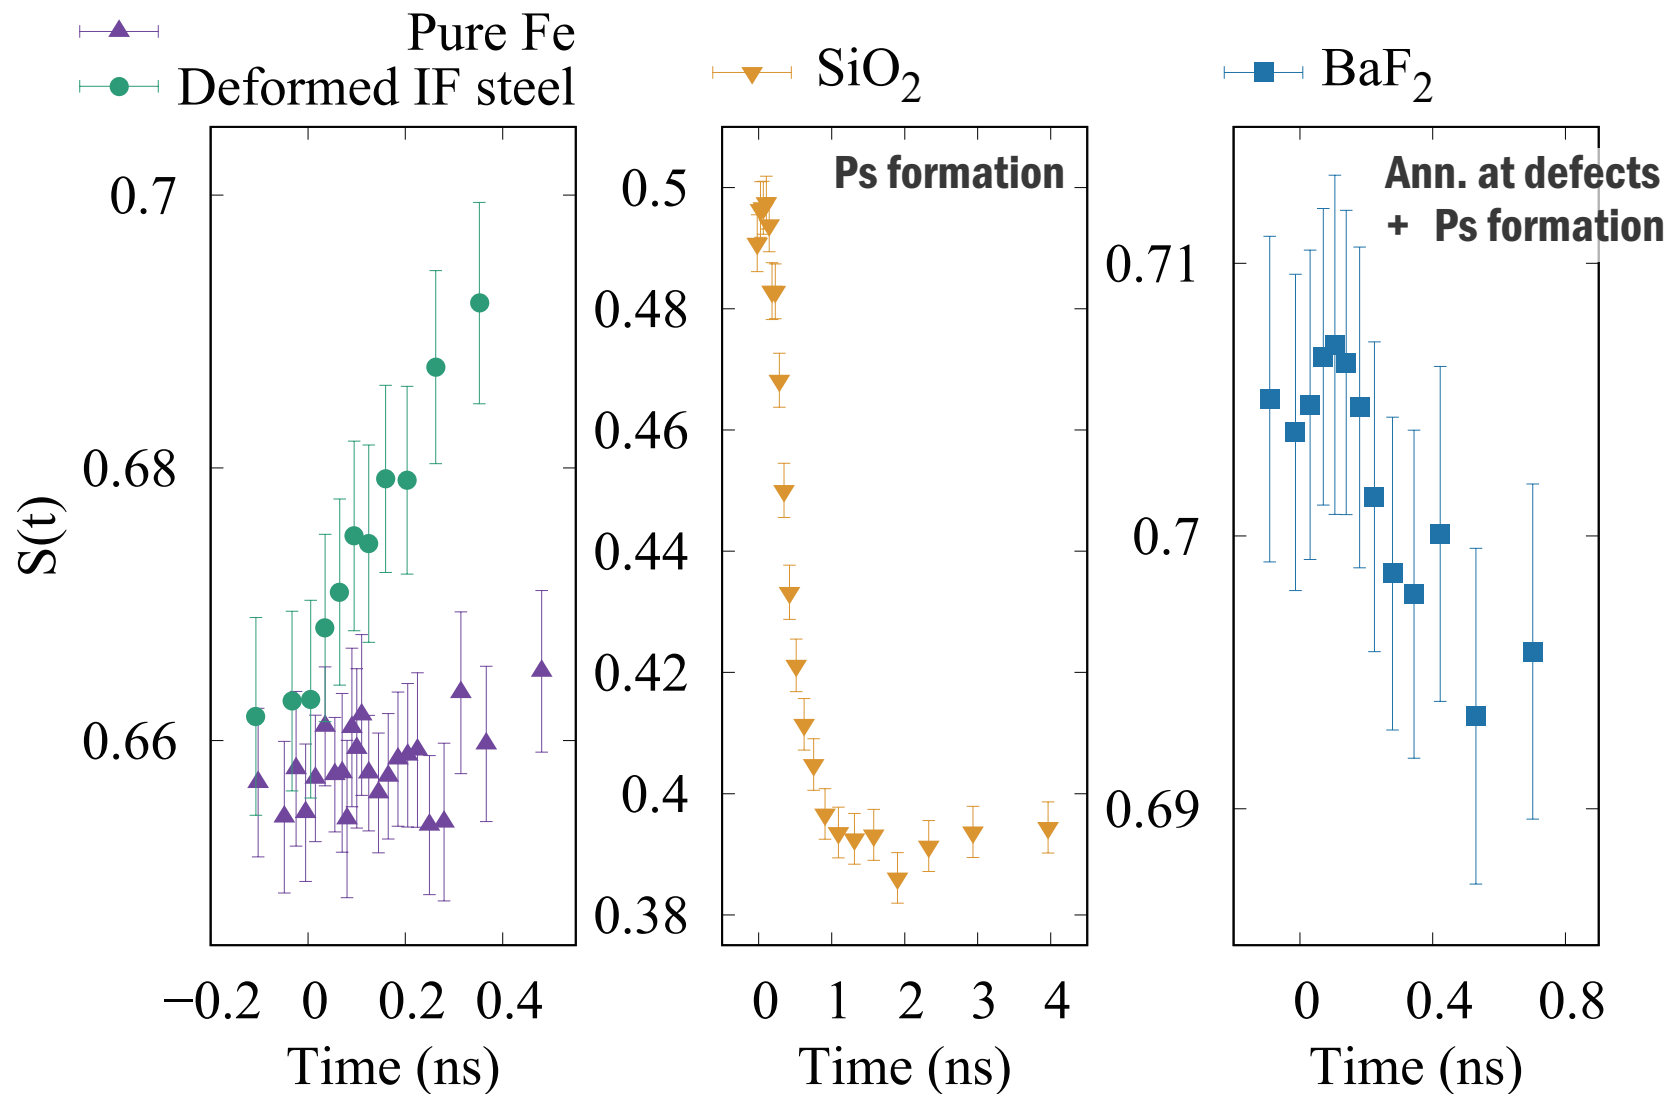 Pure Fe
Deformed IF steel
SiO₂
BaF₂
S(t)
0.7
0.68
0.66
−0.2 0 0.2 0.4
Time (ns)
Ps formation
0.5
0.48
0.46
0.44
0.42
0.4
0.38
0 1 2 3 4
Time (ns)
Ann. at defects
+ Ps formation
0.71
0.7
0.69
0 0.4 0.8
Time (ns)